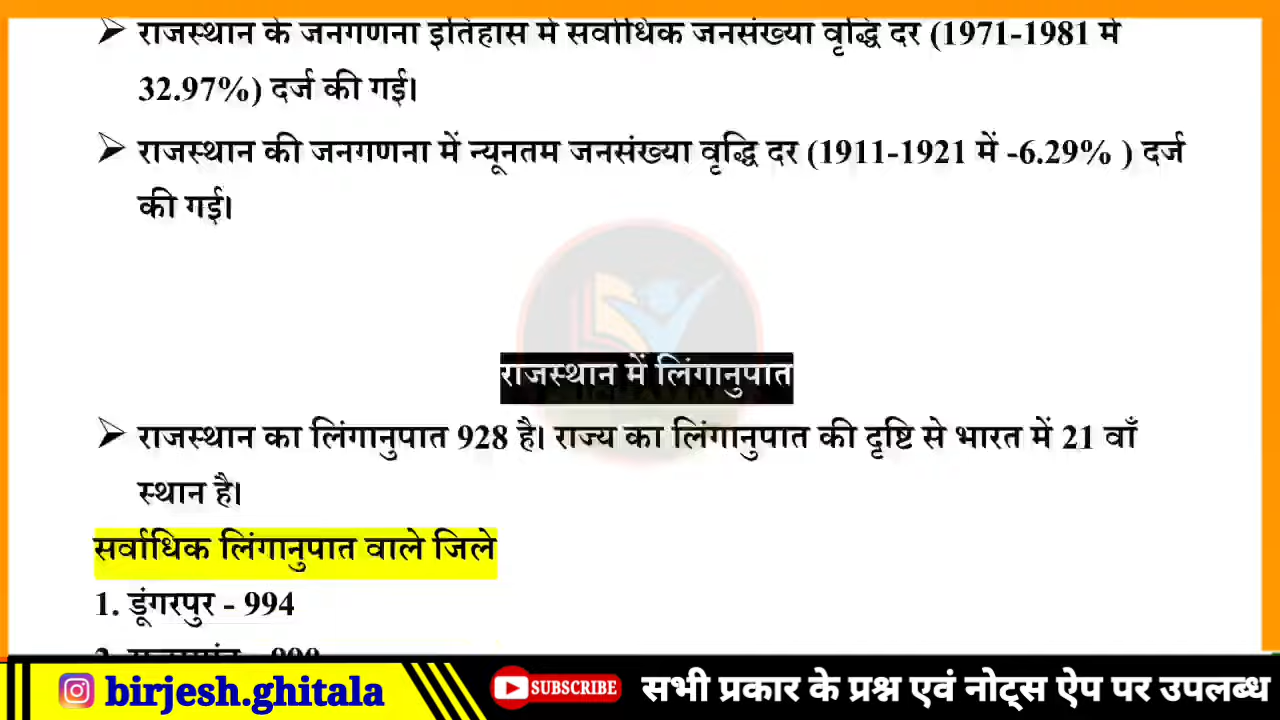 राजस्थान के जनगणना इतिहास में सर्वाधिक जनसंख्या वृद्धि दर (1971-1981 में
32.97%) दर्ज की गई।
राजस्थान की जनगणना में न्यूनतम जनसंख्या वृद्धि दर (1911-1921 में -6.29% ) दर्ज
की गई।
राजस्थान में लिंगानुपात
राजस्थान का लिंगानुपात 928 है। राज्य का लिंगानुपात की दृष्टि से भारत में 21 वाँ
स्थान है।
सर्वाधिक लिंगानुपात वाले जिले
1. डूंगरपुर - 994
birjesh.ghitala
SUBSCRIBE
सभी प्रकार के प्रश्न एवं नोट्स ऐप पर उपलब्ध